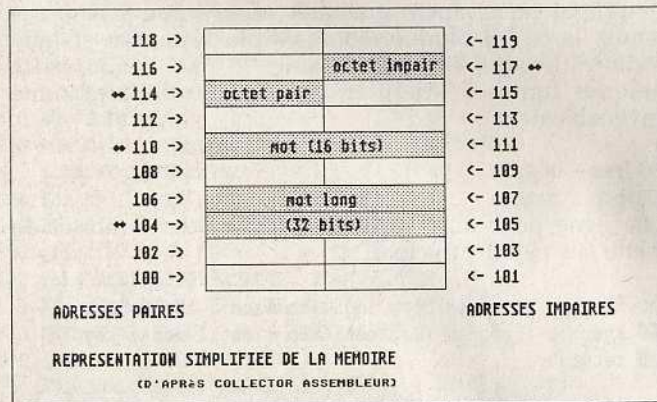 118 -> <- 119
116 -> octet impair <- 117 ↔
↔ 114 -> octet pair <- 115
112 -> <- 113
↔ 110 -> mot (16 bits) <- 111
108 -> <- 109
106 -> mot long <- 107
↔ 104 -> (32 bits) <- 105
102 -> <- 103
100 -> <- 101
ADRESSES PAIRES ADRESSES IMPAIRES
REPRESENTATION SIMPLIFIEE DE LA MEMOIRE
(D'APRèS COLLECTOR ASSEMBLEUR)